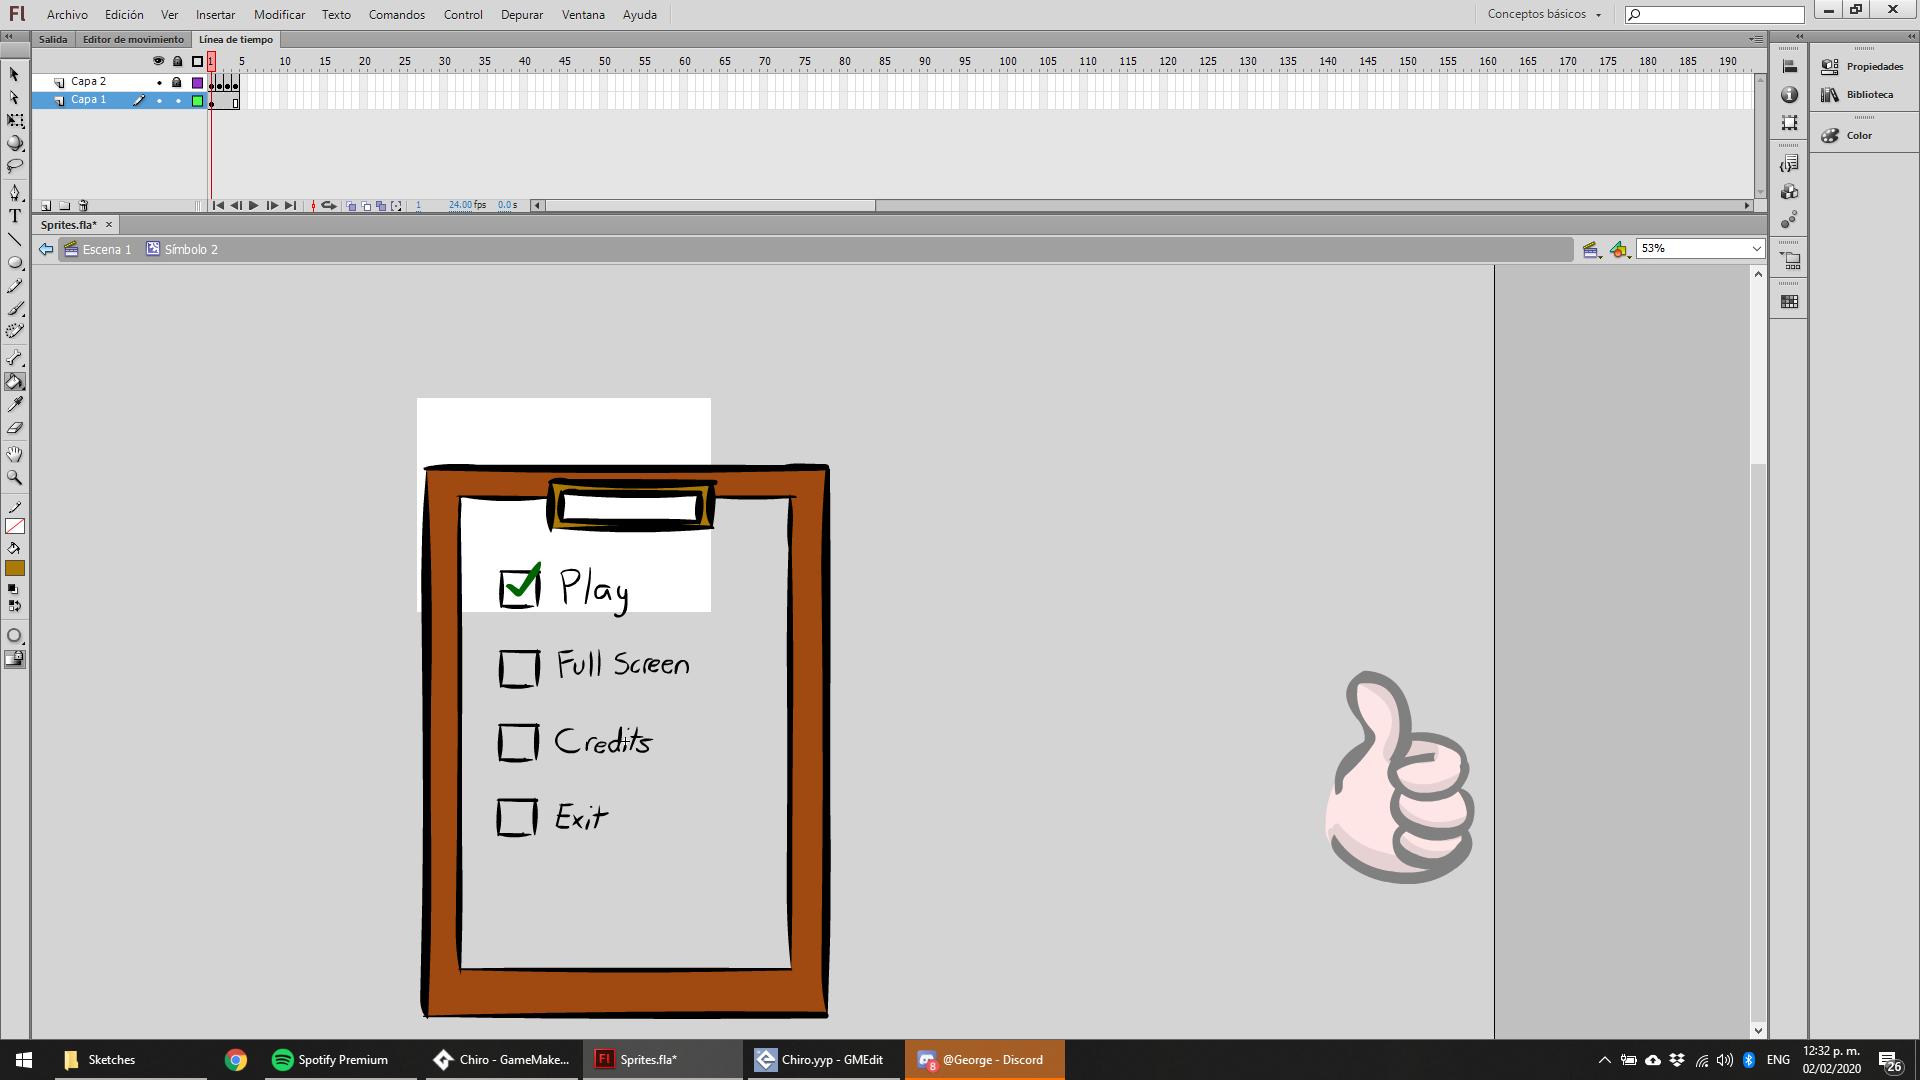 Fl Archivo Edición Ver Insertar Modificar Texto Comandos Control Depurar Ventana Ayuda Conceptos básicos
Salida Editor de movimiento Línea de tiempo
1 5 10 15 20 25 30 35 40 45 50 55 60 65 70 75 80 85 90 95 100 105 110 115 120 125 130 135 140 145 150 155 160 165 170 175 180 185 190
Capa 2
Capa 1
1 24.00 fps 0.0 s
Sprites.fla*
Escena 1 Símbolo 2 53%
Propiedades
Biblioteca
Color
Play
Full Screen
Credits
Exit
Sketches Spotify Premium Chiro - GameMake... Fl Sprites.fla* Chiro.yyp - GMEdit 8 @George - Discord ENG
12:32 p. m.
02/02/2020
26